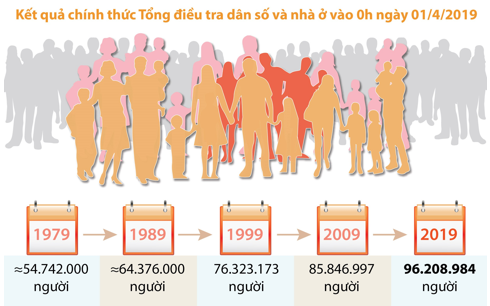 Kết quả chính thức Tổng điều tra dân số và nhà ở vào 0h ngày 01/4/2019
1979 1989 1999 2009 2019
≈54.742.000 ≈64.376.000 76.323.173 85.846.997 96.208.984
người người người người người